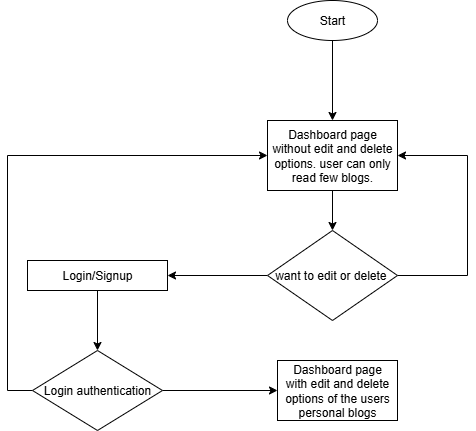 Start
Dashboard page
without edit and delete
options. user can only
read few blogs.
want to edit or delete
Login/Signup
Login authentication
Dashboard page
with edit and delete
options of the users
personal blogs